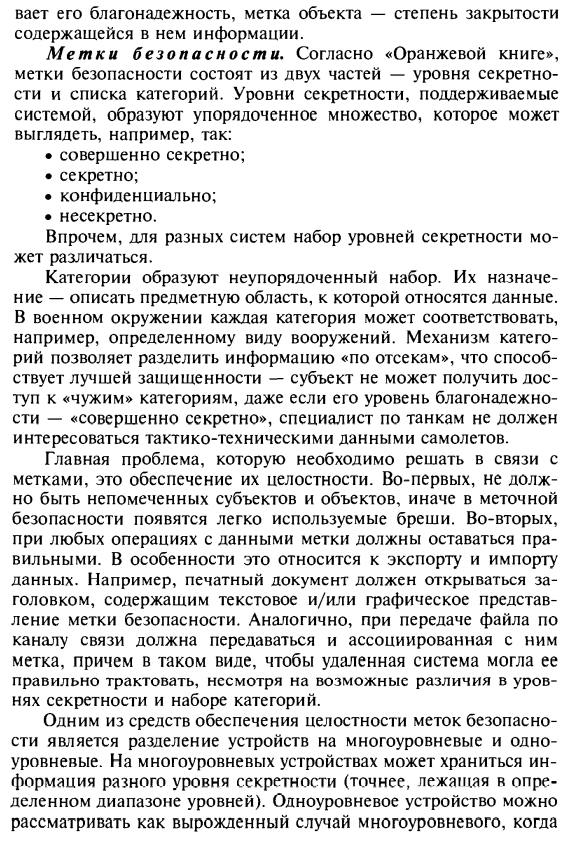 вает его благонадежность, метка объекта — степень закрытости
содержащейся в нем информации.
Метки безопасности. Согласно «Оранжевой книге»,
метки безопасности состоят из двух частей — уровня секретно-
сти и списка категорий. Уровни секретности, поддерживаемые
системой, образуют упорядоченное множество, которое может
выглядеть, например, так:
• совершенно секретно;
• секретно;
• конфиденциально;
• несекретно.
Впрочем, для разных систем набор уровней секретности мо-
жет различаться.
Категории образуют неупорядоченный набор. Их назначе-
ние — описать предметную область, к которой относятся данные.
В военном окружении каждая категория может соответствовать,
например, определенному виду вооружений. Механизм катего-
рий позволяет разделить информацию «по отсекам», что способ-
ствует лучшей защищенности — субъект не может получить дос-
туп к «чужим» категориям, даже если его уровень благонадежно-
сти — «совершенно секретно», специалист по танкам не должен
интересоваться тактико-техническими данными самолетов.
Главная проблема, которую необходимо решать в связи с
метками, это обеспечение их целостности. Во-первых, не долж-
но быть непомеченных субъектов и объектов, иначе в меточной
безопасности появятся легко используемые бреши. Во-вторых,
при любых операциях с данными метки должны оставаться пра-
вильными. В особенности это относится к экспорту и импорту
данных. Например, печатный документ должен открываться за-
головком, содержащим текстовое и/или графическое представ-
ление метки безопасности. Аналогично, при передаче файла по
каналу связи должна передаваться и ассоциированная с ним
метка, причем в таком виде, чтобы удаленная система могла ее
правильно трактовать, несмотря на возможные различия в уров-
нях секретности и наборе категорий.
Одним из средств обеспечения целостности меток безопасно-
сти является разделение устройств на многоуровневые и одно-
уровневые. На многоуровневых устройствах может храниться ин-
формация разного уровня секретности (точнее, лежащая в опре-
деленном диапазоне уровней). Одноуровневое устройство можно
рассматривать как вырожденный случай многоуровневого, когда